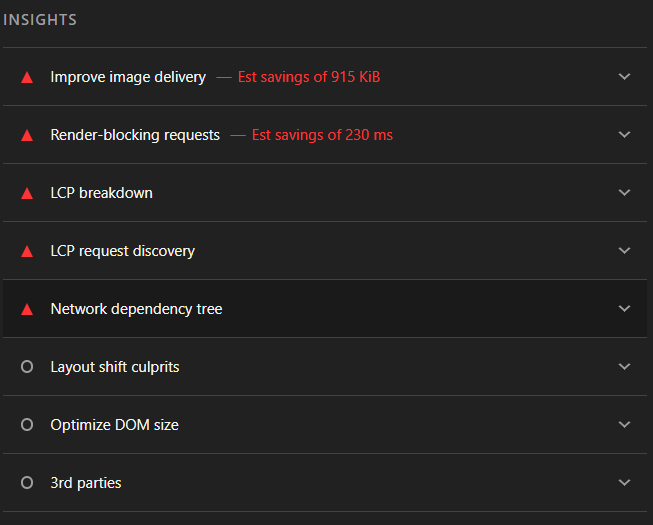 INSIGHTS
Improve image delivery — Est savings of 915 KiB
Render-blocking requests — Est savings of 230 ms
LCP breakdown
LCP request discovery
Network dependency tree
Layout shift culprits
Optimize DOM size
3rd parties